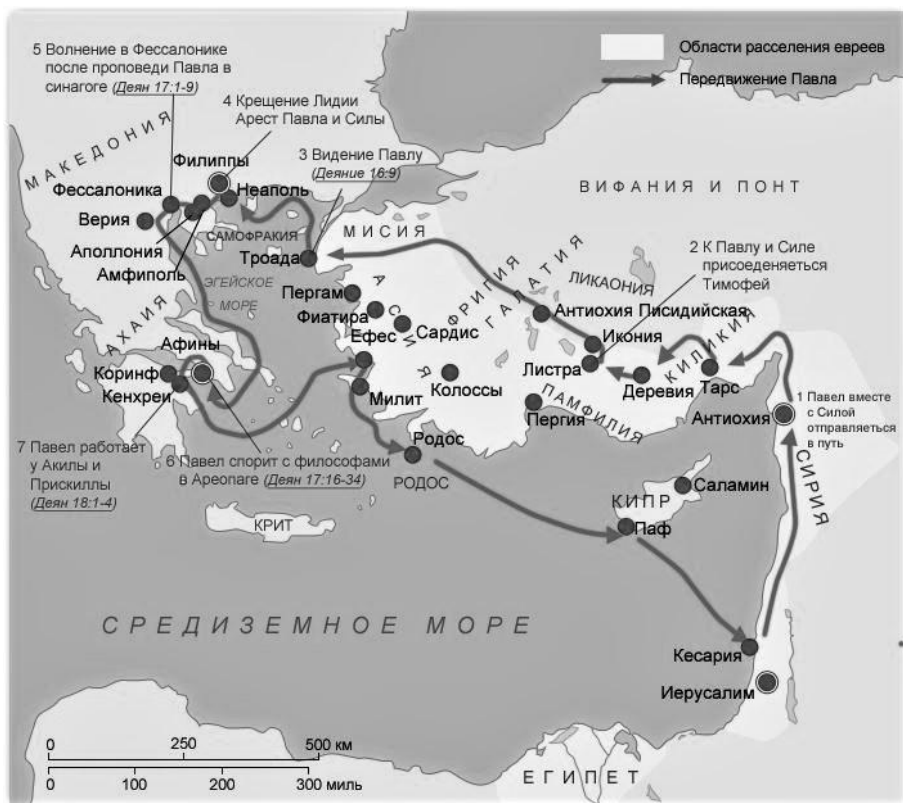 5 Волнение в Фессалонике
после проповеди Павла в
синагоге (Деян 17:1-9)
Области расселения евреев
Передвижение Павла
4 Крещение Лидии
Арест Павла и Силы
МАКЕДОНИЯ
Филиппы
3 Видение Павлу
(Деяние 16:9)
Фессалоника
Неаполь
ВИФАНИЯ И ПОНТ
Верия
САМОФРАКИЯ
МИСИЯ
Аполлония
Троада
2 К Павлу и Силе
присоеденяеться
Тимофей
Амфиполь
ЭГЕЙСКОЕ
МОРЕ
ФРИГИЯ
ГАЛАТИЯ
ЛИКАОНИЯ
Пергам
АСИЯ
Антиохия Писидийская
АХАИЯ
Фиатира
Сардис
Ефес
Икония
КИЛИКИЯ
Афины
Листра
Коринф
Колоссы
Деревия
Тарс
Кенхреи
Милит
ПАМФИЛИЯ
Пергия
Антиохия
1 Павел вместе
с Силой
отправляеться
в путь
7 Павел работает
у Акилы и
Прискиллы
(Деян 18:1-4)
6 Павел спорит с философами
в Ареопаге (Деян 17:16-34)
Родос
РОДОС
СИРИЯ
Саламин
КИПР
КРИТ
Паф
СРЕДИЗЕМНОЕ МОРЕ
Кесария
Иерусалим
0 250 500 км
0 100 200 300 миль
ЕГИПЕТ